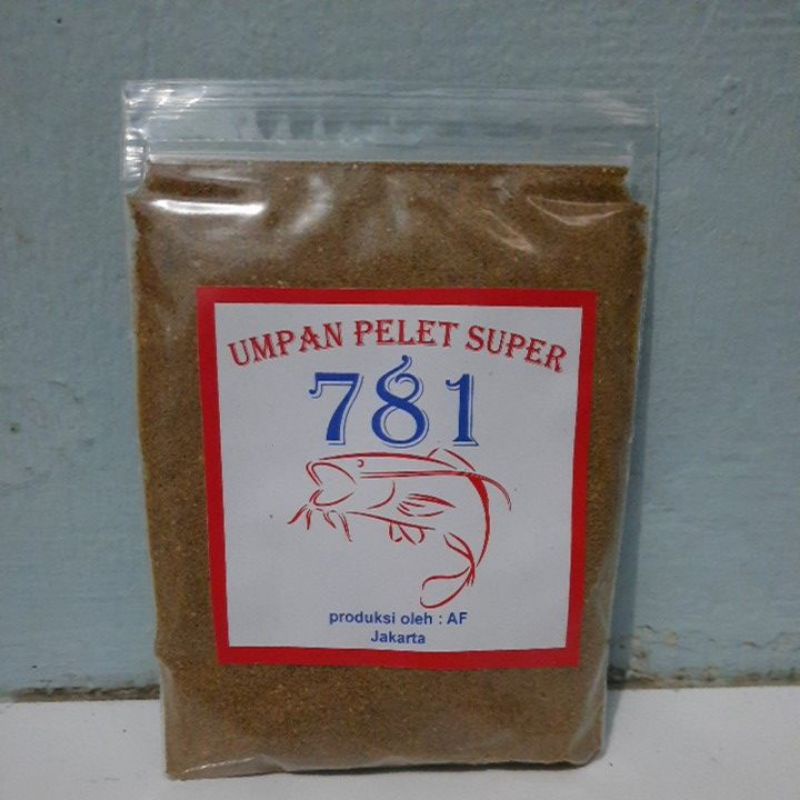 UMPAN PELET SUPER
781
produksi oleh : AF
Jakarta